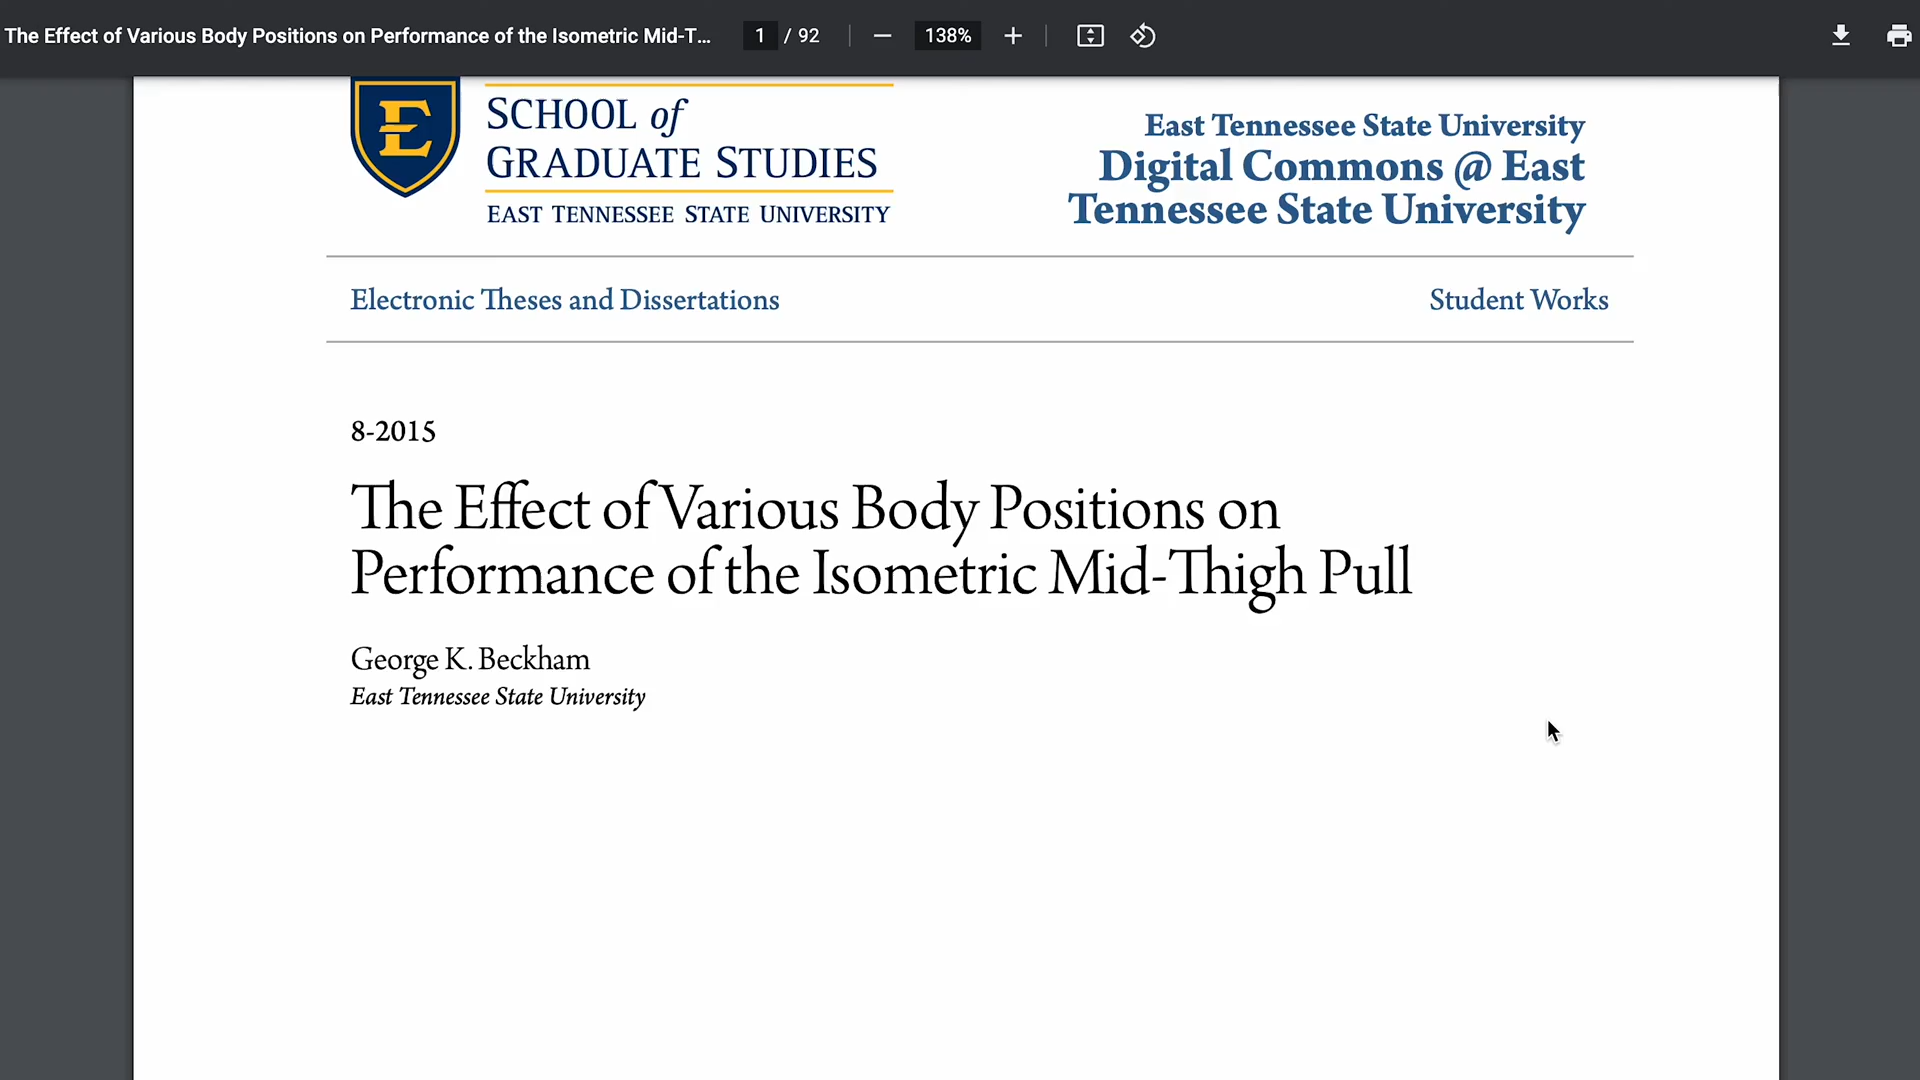 The Effect of Various Body Positions on Performance of the Isometric Mid-T... 1 / 92 138%
E
SCHOOL of
GRADUATE STUDIES
EAST TENNESSEE STATE UNIVERSITY
East Tennessee State University
Digital Commons @ East
Tennessee State University
Electronic Theses and Dissertations
Student Works
8-2015
The Effect of Various Body Positions on
Performance of the Isometric Mid-Thigh Pull
George K. Beckham
East Tennessee State University